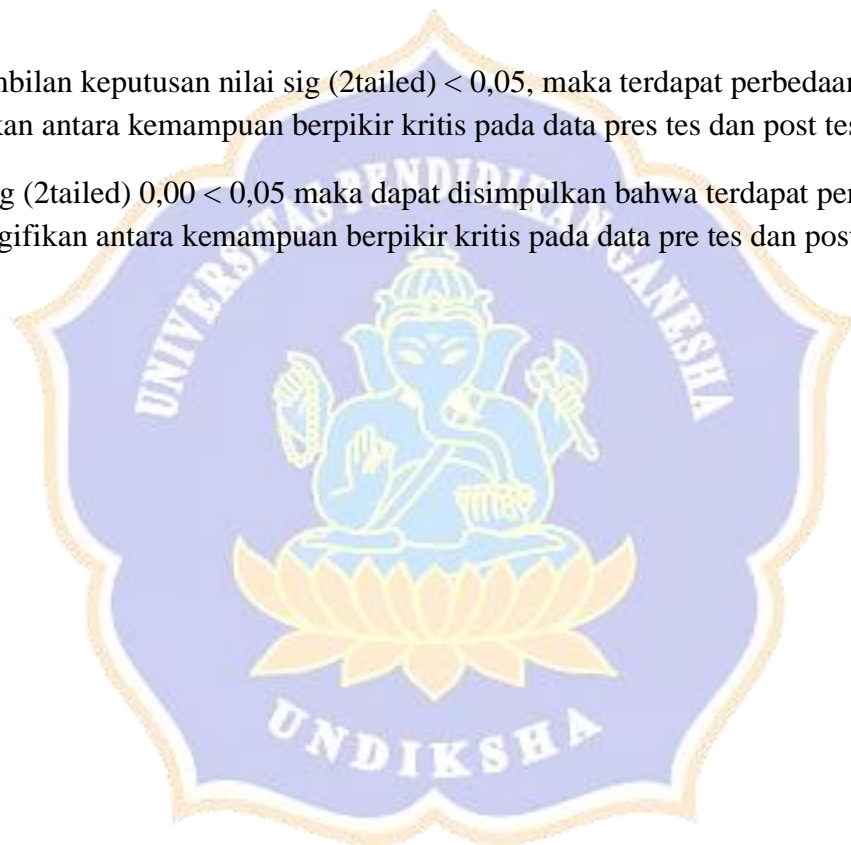 mbilan keputusan nilai sig (2tailed) < 0,05, maka terdapat perbedaan
kan antara kemampuan berpikir kritis pada data pres tes dan post tes
g (2tailed) 0,00 < 0,05 maka dapat disimpulkan bahwa terdapat per
gifikan antara kemampuan berpikir kritis pada data pre tes dan post
UNIVERSITAS PENDIDIKAN GANESHA
UNDIKSHA